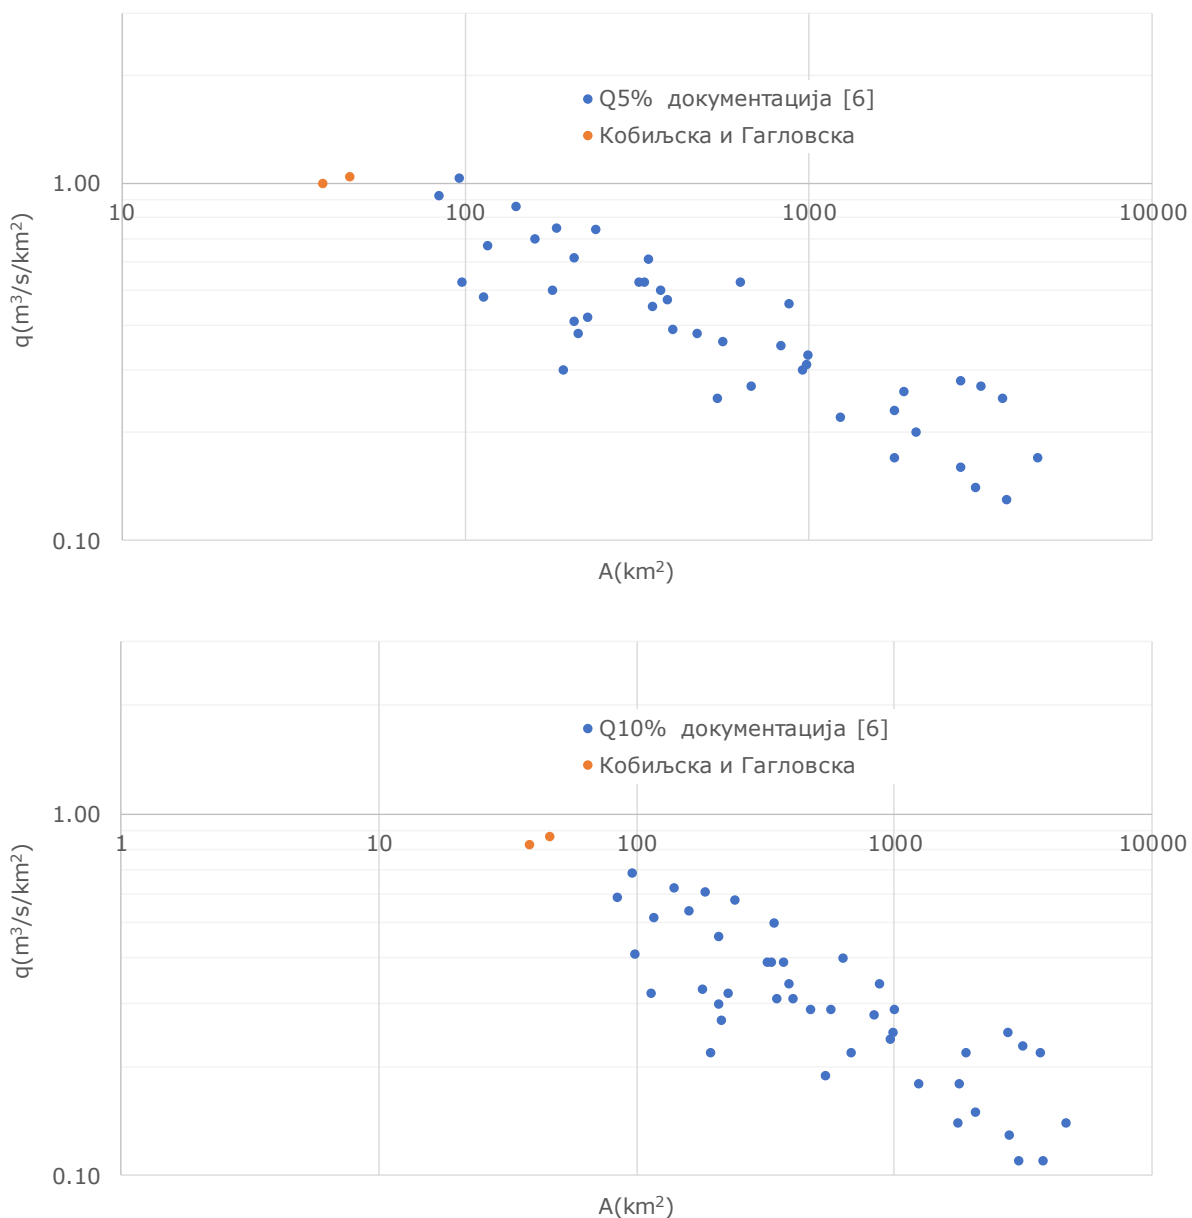 Q5% документација [6]
Кобиљска и Гагловска
1.00
10
100
1000
10000
q(m³/s/km²)
0.10
A(km²)
Q10% документација [6]
Кобиљска и Гагловска
1.00
1
10
100
1000
10000
q(m³/s/km²)
0.10
A(km²)